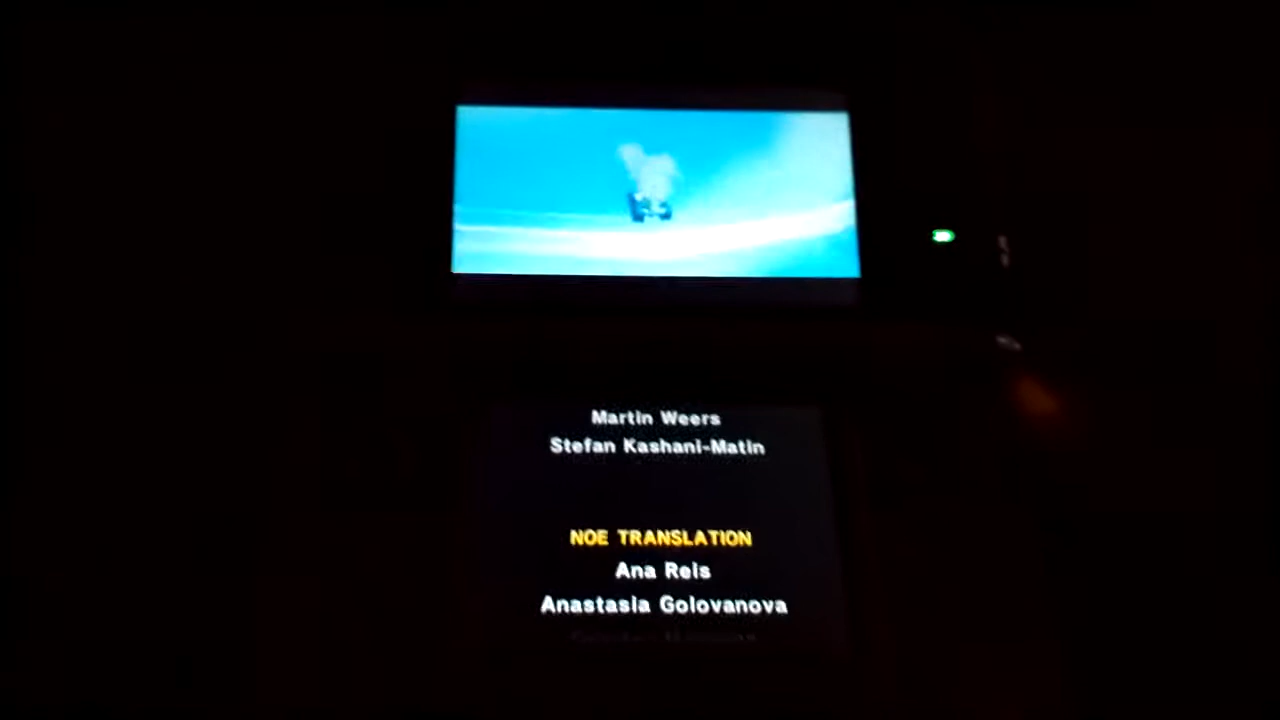 Martin Weers
Stefan Kashani-Matin
NOE TRANSLATION
Ana Reis
Anastasia Golovanova